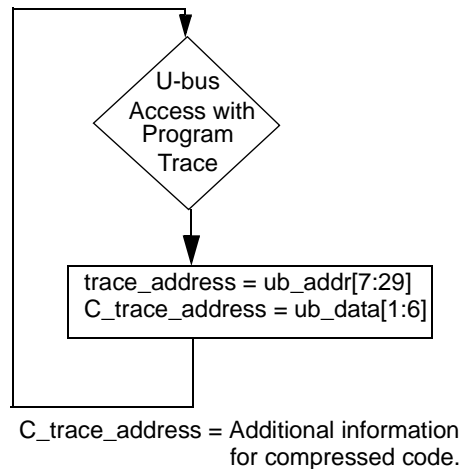 U-bus
Access with
Program
Trace
trace_address = ub_addr[7:29]
C_trace_address = ub_data[1:6]
C_trace_address = Additional information
for compressed code.